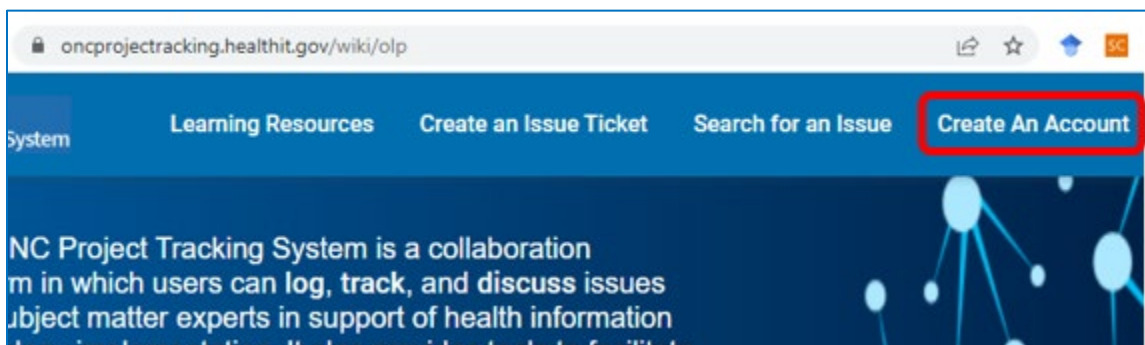 oncprojectracking.healthit.gov/wiki/olp
SC
System
Learning Resources
Create an Issue Ticket
Search for an Issue
Create An Account
NC Project Tracking System is a collaboration
m in which users can log, track, and discuss issues
ubject matter experts in support of health information